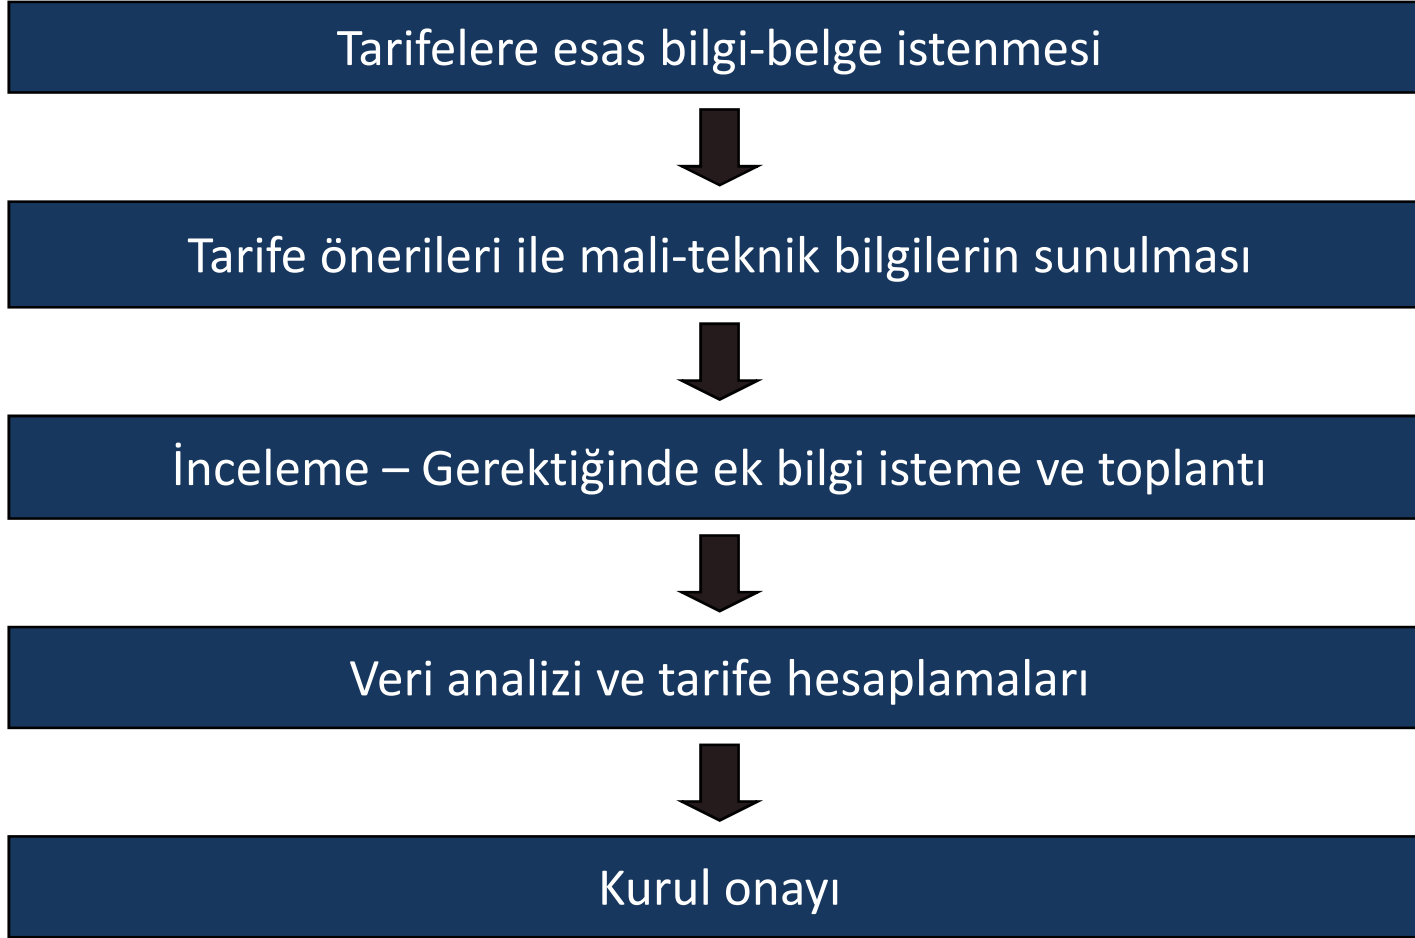 Tarifelere esas bilgi-belge istenmesi
Tarife önerileri ile mali-teknik bilgilerin sunulması
İnceleme – Gerektiğinde ek bilgi isteme ve toplantı
Veri analizi ve tarife hesaplamaları
Kurul onayı